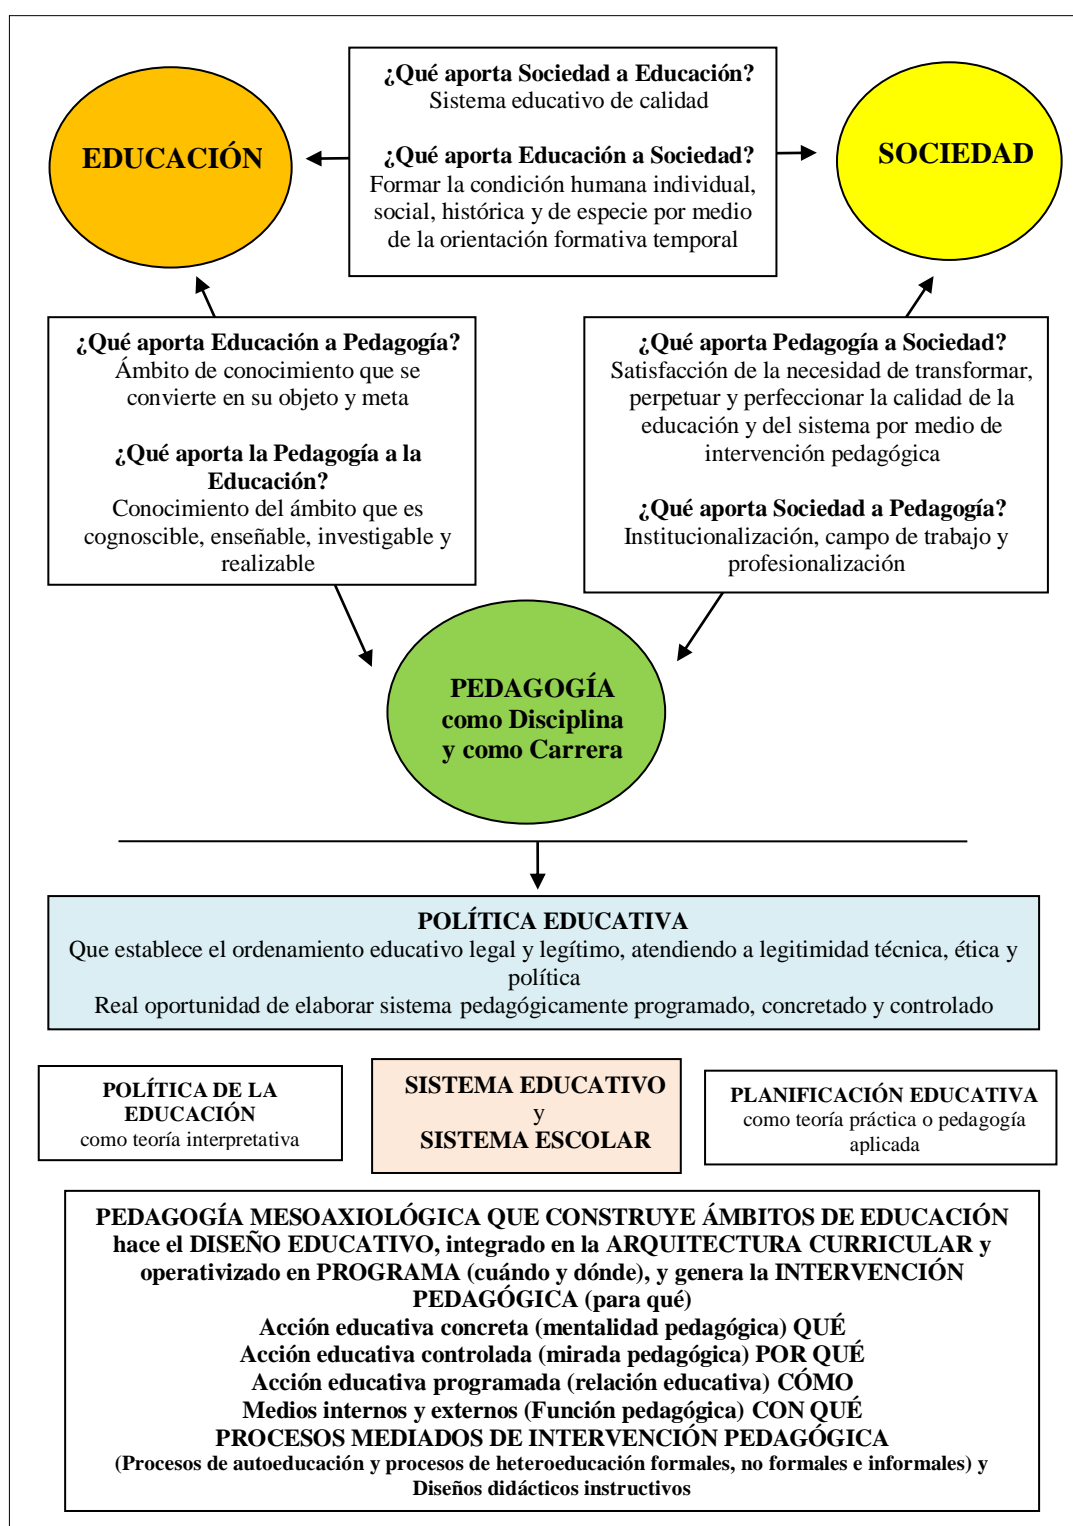 ¿Qué aporta Sociedad a Educación?
Sistema educativo de calidad
¿Qué aporta Educación a Sociedad?
Formar la condición humana individual,
social, histórica y de especie por medio
de la orientación formativa temporal
EDUCACIÓN
SOCIEDAD
¿Qué aporta Educación a Pedagogía?
Ámbito de conocimiento que se
convierte en su objeto y meta
¿Qué aporta la Pedagogía a la
Educación?
Conocimiento del ámbito que es
cognoscible, enseñable, investigable y
realizable
¿Qué aporta Pedagogía a Sociedad?
Satisfacción de la necesidad de transformar,
perpetuar y perfeccionar la calidad de la
educación y del sistema por medio de
intervención pedagógica
¿Qué aporta Sociedad a Pedagogía?
Institucionalización, campo de trabajo y
profesionalización
PEDAGOGÍA
como Disciplina
y como Carrera
POLÍTICA EDUCATIVA
Que establece el ordenamiento educativo legal y legítimo, atendiendo a legitimidad técnica, ética y
política
Real oportunidad de elaborar sistema pedagógicamente programado, concretado y controlado
POLÍTICA DE LA
EDUCACIÓN
como teoría interpretativa
SISTEMA EDUCATIVO
y
SISTEMA ESCOLAR
PLANIFICACIÓN EDUCATIVA
como teoría práctica o pedagogía
aplicada
PEDAGOGÍA MESOAXIOLÓGICA QUE CONSTRUYE ÁMBITOS DE EDUCACIÓN
hace el DISEÑO EDUCATIVO, integrado en la ARQUITECTURA CURRICULAR y
operativizado en PROGRAMA (cuándo y dónde), y genera la INTERVENCIÓN
PEDAGÓGICA (para qué)
Acción educativa concreta (mentalidad pedagógica) QUÉ
Acción educativa controlada (mirada pedagógica) POR QUÉ
Acción educativa programada (relación educativa) CÓMO
Medios internos y externos (Función pedagógica) CON QUÉ
PROCESOS MEDIADOS DE INTERVENCIÓN PEDAGÓGICA
(Procesos de autoeducación y procesos de heteroeducación formales, no formales e informales) y
Diseños didácticos instructivos